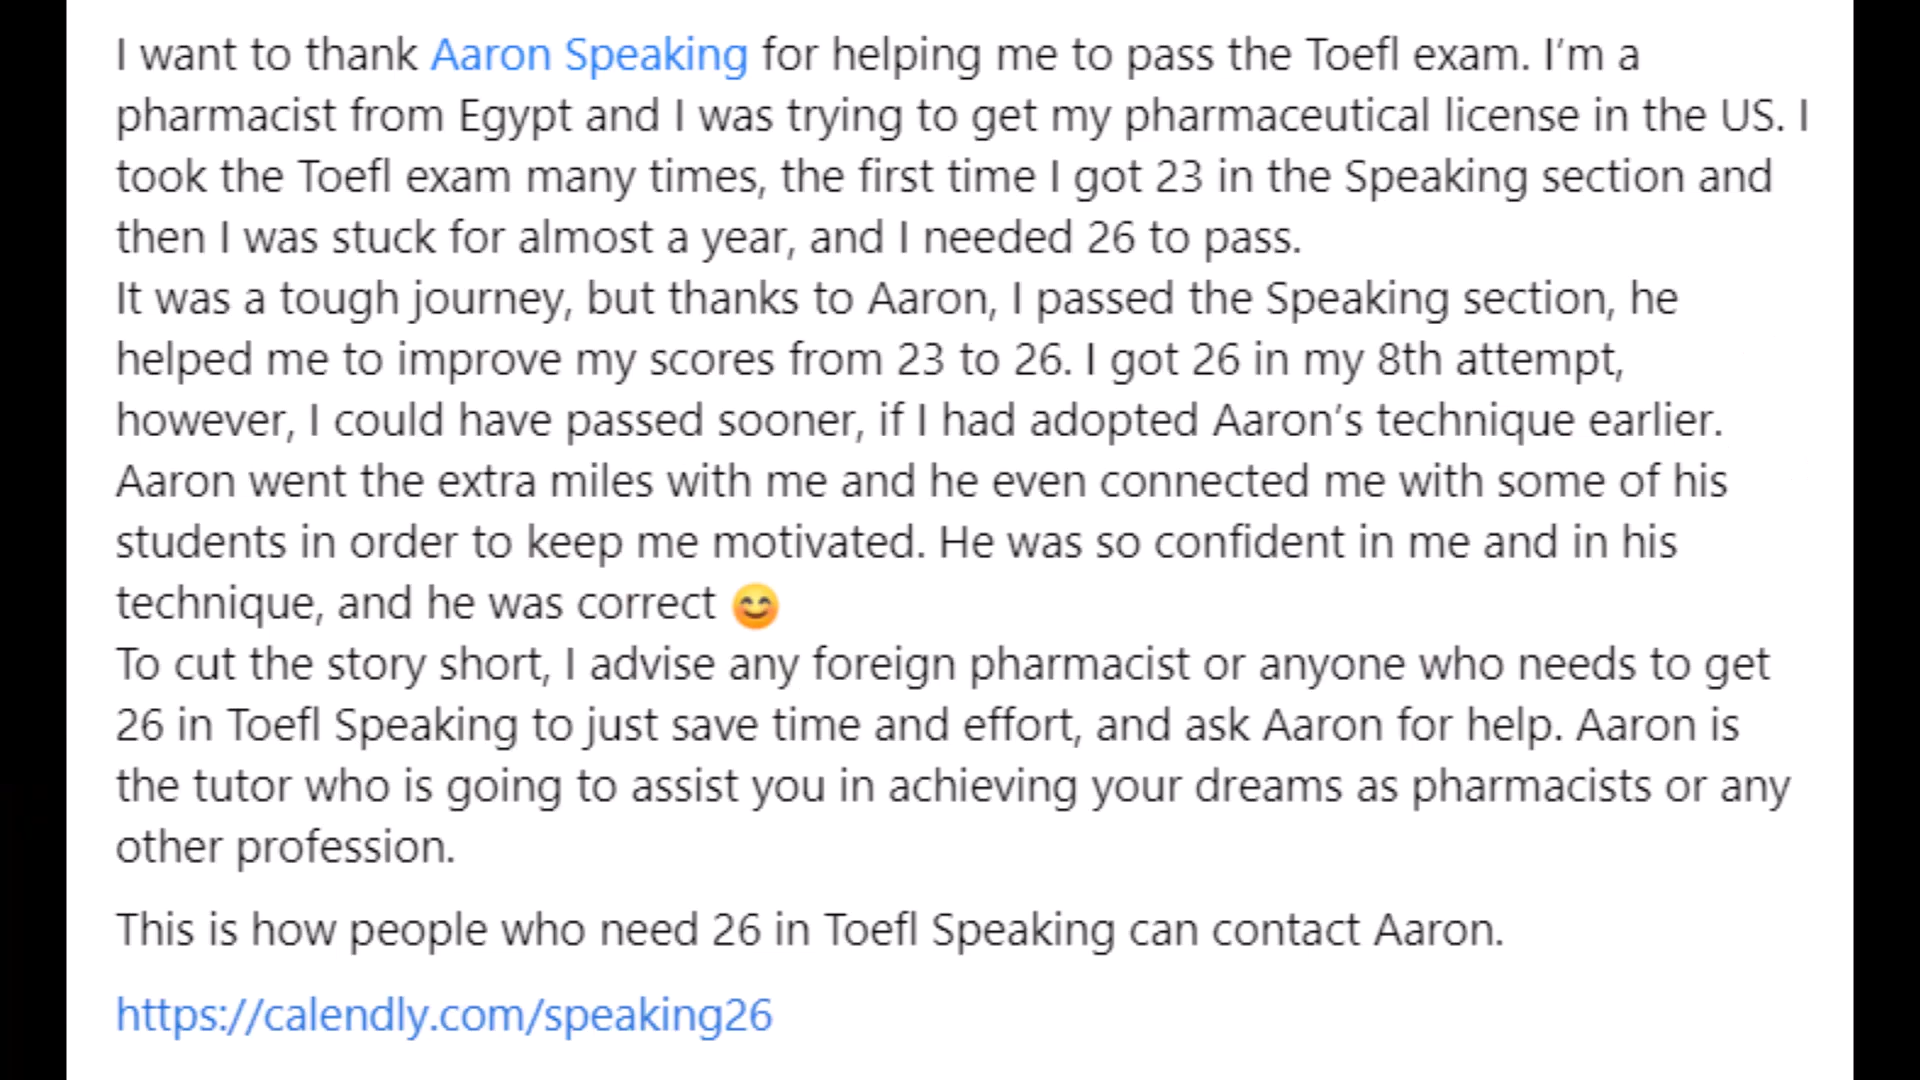 I want to thank Aaron Speaking for helping me to pass the Toefl exam. I’m a
pharmacist from Egypt and I was trying to get my pharmaceutical license in the US. I
took the Toefl exam many times, the first time I got 23 in the Speaking section and
then I was stuck for almost a year, and I needed 26 to pass.
It was a tough journey, but thanks to Aaron, I passed the Speaking section, he
helped me to improve my scores from 23 to 26. I got 26 in my 8th attempt,
however, I could have passed sooner, if I had adopted Aaron’s technique earlier.
Aaron went the extra miles with me and he even connected me with some of his
students in order to keep me motivated. He was so confident in me and in his
technique, and he was correct 😊
To cut the story short, I advise any foreign pharmacist or anyone who needs to get
26 in Toefl Speaking to just save time and effort, and ask Aaron for help. Aaron is
the tutor who is going to assist you in achieving your dreams as pharmacists or any
other profession.
This is how people who need 26 in Toefl Speaking can contact Aaron.
https://calendly.com/speaking26